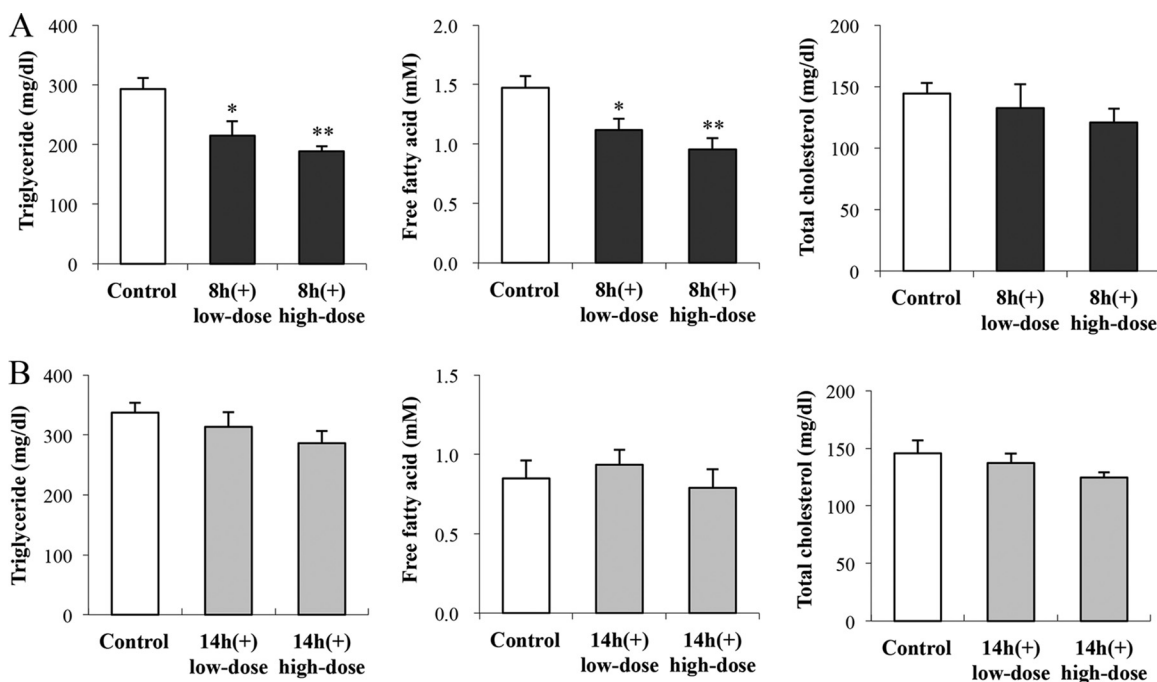 A
Triglyceride (mg/dl)
400
300
200
100
0
*
**
Control
8h(+)
low-dose
8h(+)
high-dose
Free fatty acid (mM)
2.0
1.5
1.0
0.5
0.0
*
**
Control
8h(+)
low-dose
8h(+)
high-dose
Total cholesterol (mg/dl)
200
150
100
50
0
Control
8h(+)
low-dose
8h(+)
high-dose
B
Triglyceride (mg/dl)
400
300
200
100
0
Control
14h(+)
low-dose
14h(+)
high-dose
Free fatty acid (mM)
1.5
1.0
0.5
0.0
Control
14h(+)
low-dose
14h(+)
high-dose
Total cholesterol (mg/dl)
200
150
100
50
0
Control
14h(+)
low-dose
14h(+)
high-dose